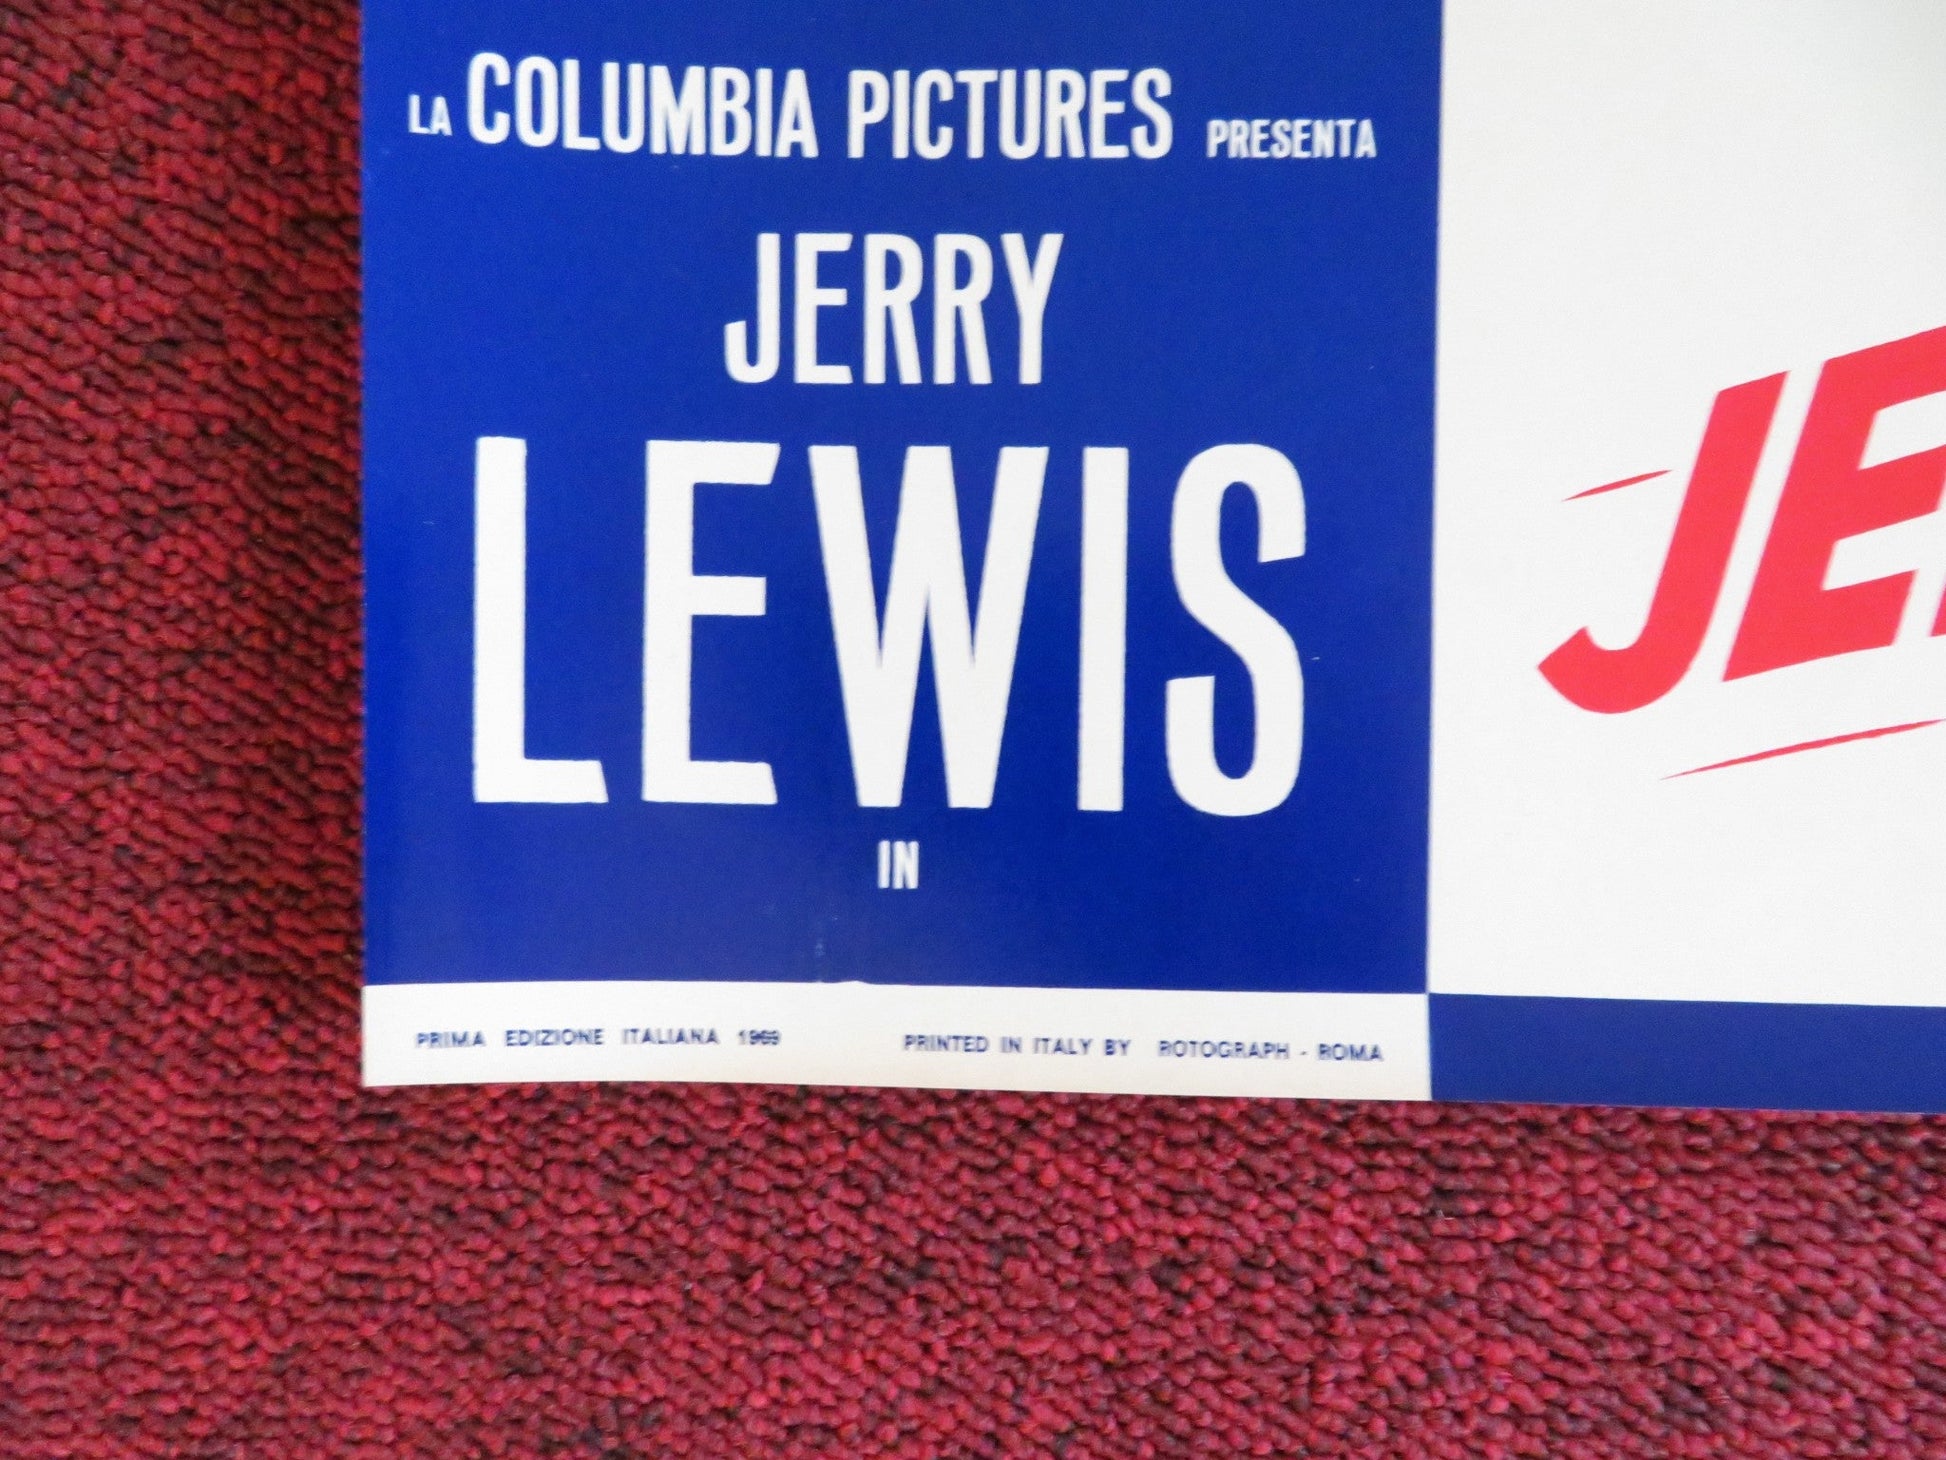 LA COLUMBIA PICTURES PRESENTA
JERRY
LEWIS
IN
PRIMA EDIZIONE ITALIANA 1969
PRINTED IN ITALY BY ROTOGRAPH - ROMA